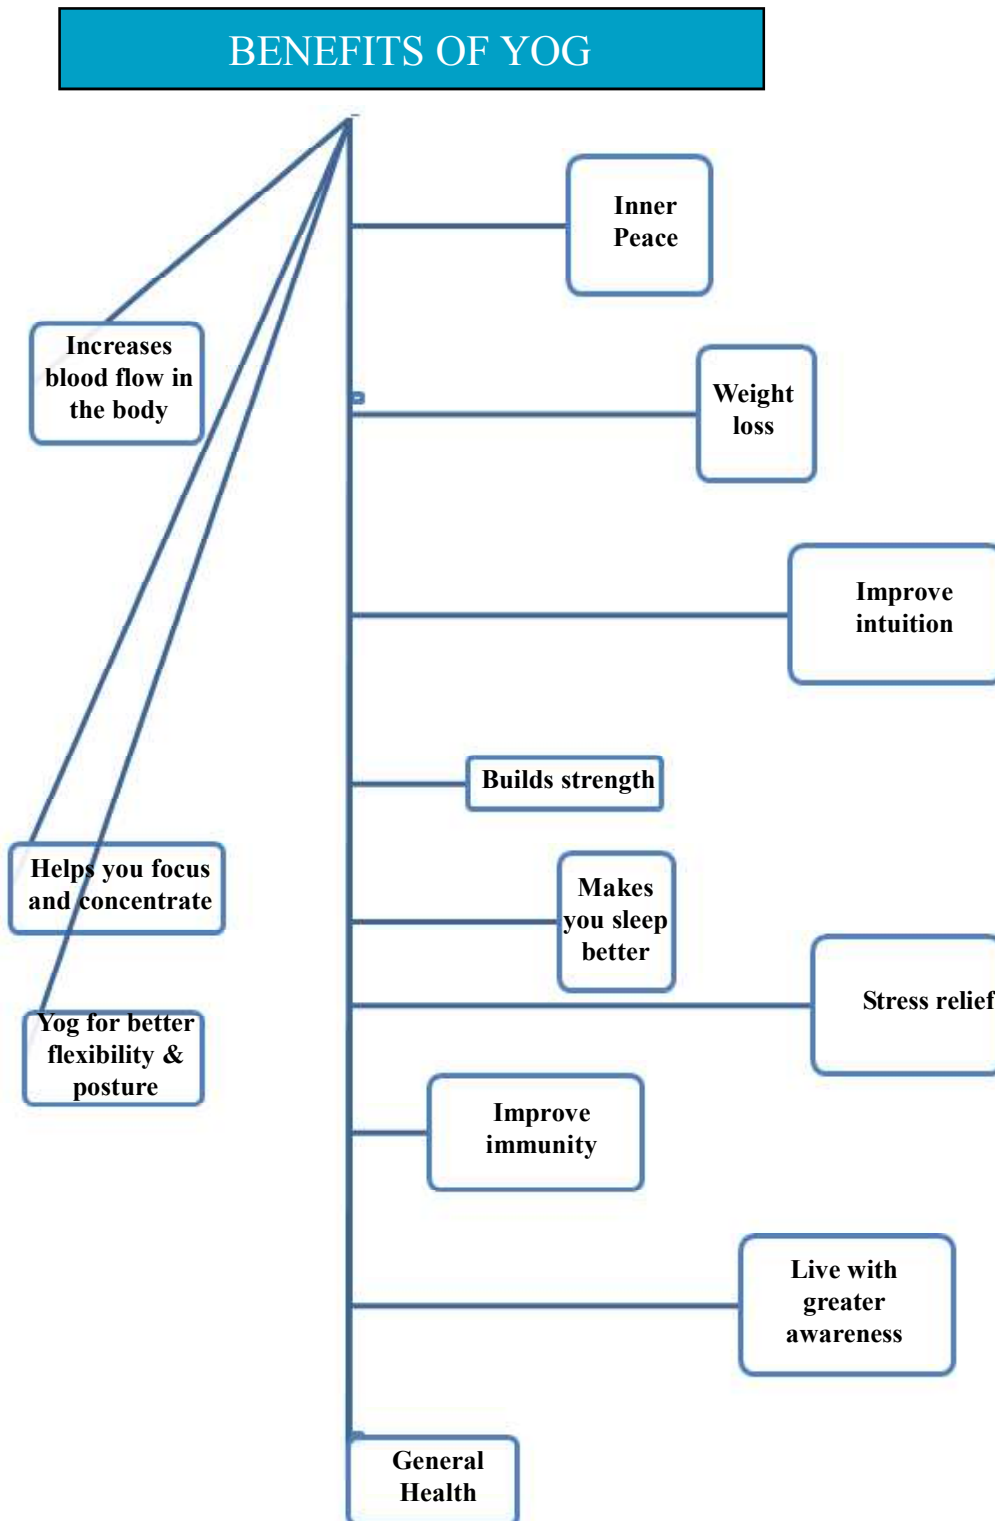 BENEFITS OF YOG
Inner
Peace
Increases
blood flow in
the body
Weight
loss
Improve
intuition
Builds strength
Helps you focus
and concentrate
Makes
you sleep
better
Stress relief
Yog for better
flexibility &
posture
Improve
immunity
Live with
greater
awareness
General
Health